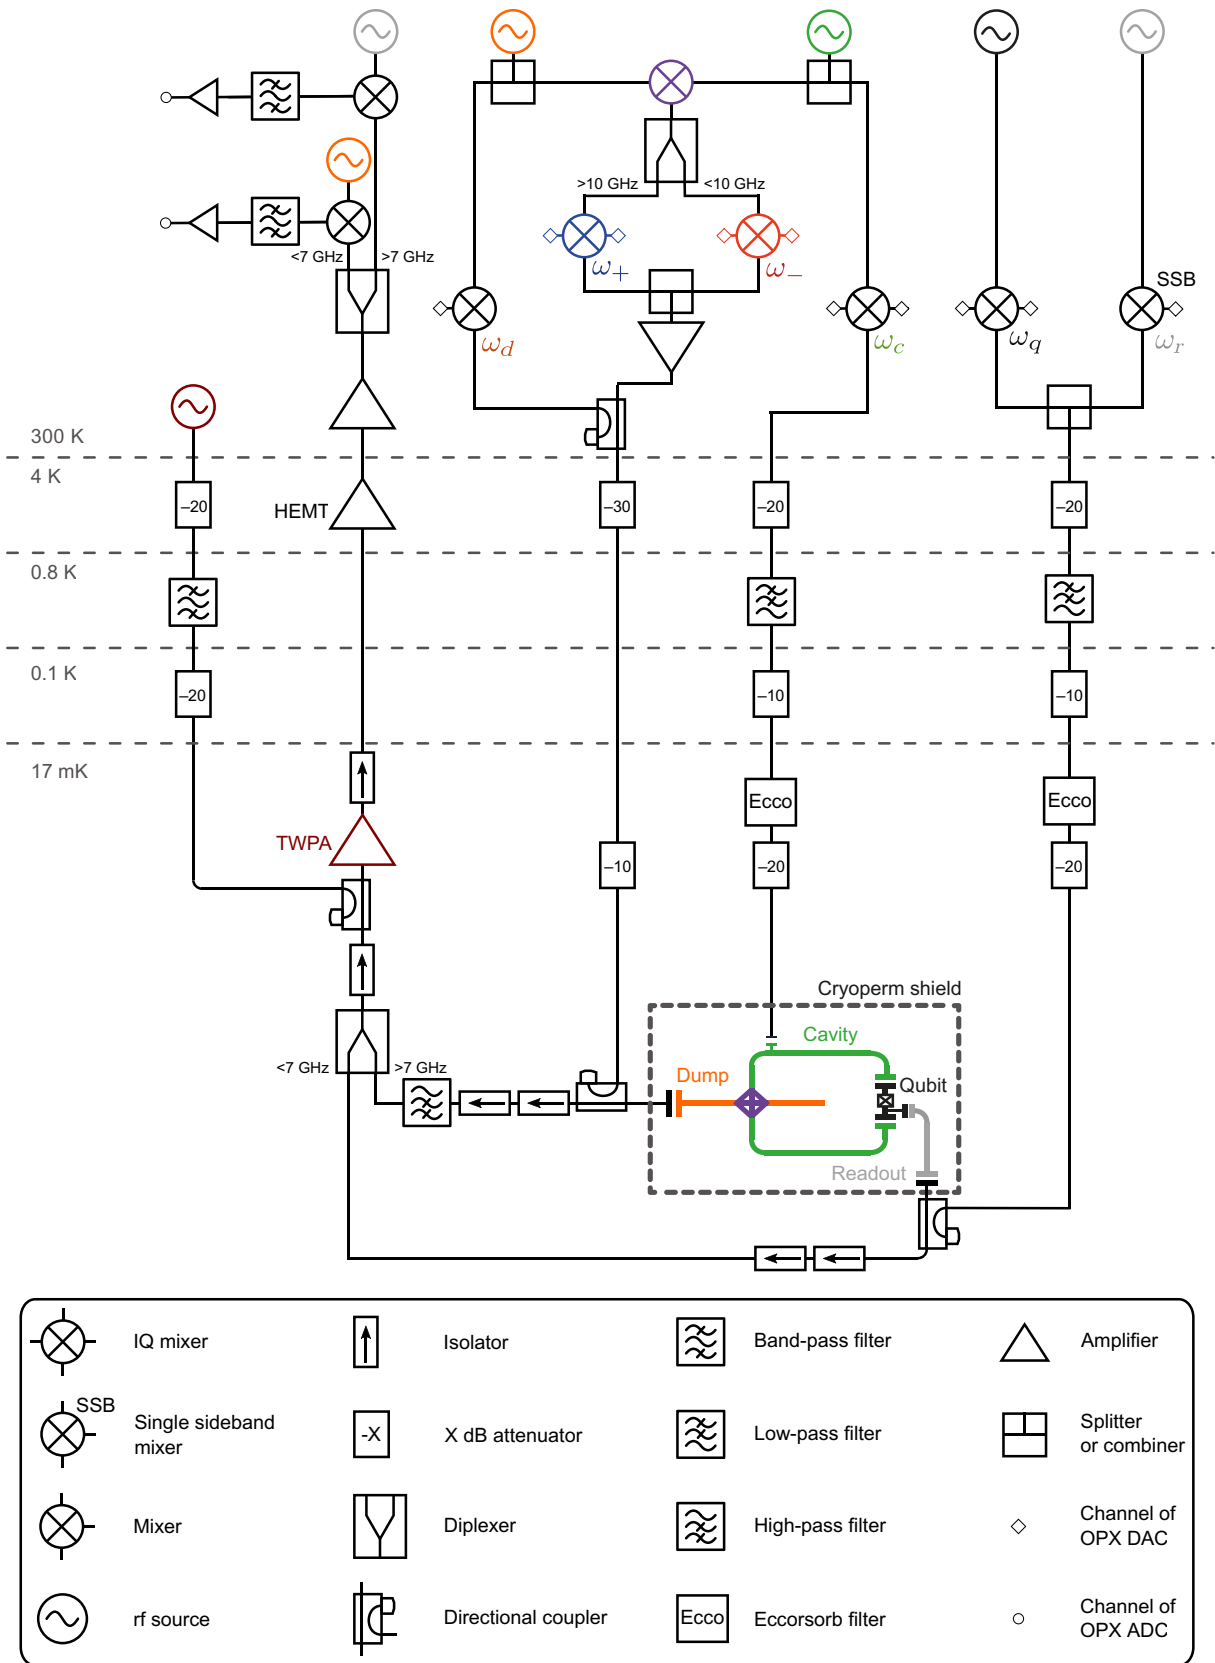 >10 GHz
<10 GHz
<7 GHz
>7 GHz
ω+
ω−
SSB
ωd
ωc
ωq
ωr
300 K
4 K
–20
HEMT
–30
–20
–20
0.8 K
0.1 K
–20
–10
–10
17 mK
Ecco
Ecco
TWPA
–10
–20
–20
Cryoperm shield
Cavity
<7 GHz
>7 GHz
Dump
Qubit
Readout
IQ mixer
Isolator
Band-pass filter
Amplifier
SSB
Single sideband
mixer
-X
X dB attenuator
Low-pass filter
Splitter
or combiner
Mixer
Diplexer
High-pass filter
Channel of
OPX DAC
rf source
Directional coupler
Ecco
Eccorsorb filter
Channel of
OPX ADC